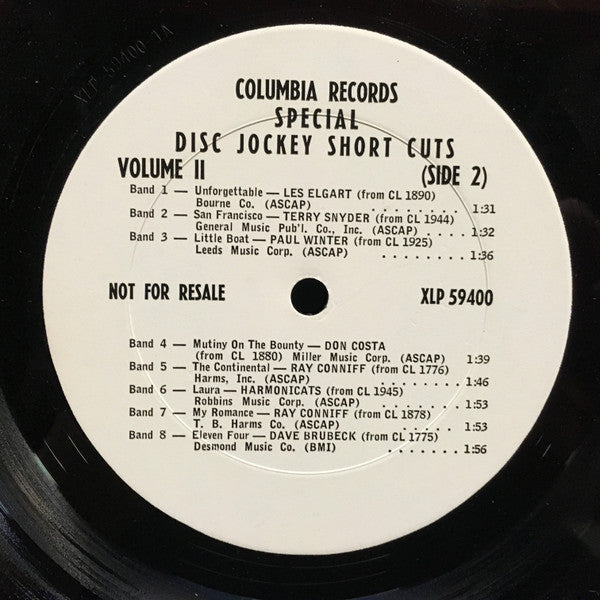 XLP 59400-1A
COLUMBIA RECORDS
SPECIAL
DISC JOCKEY SHORT CUTS
VOLUME II (SIDE 2)
Band 1 — Unforgettable — LES ELGART (from CL 1890)
Bourne Co. (ASCAP) . . . . . . . . 1:31
Band 2 — San Francisco — TERRY SNYDER (from CL 1944)
General Music Pub'l. Co., Inc. (ASCAP) . . . . 1:32
Band 3 — Little Boat — PAUL WINTER (from CL 1925)
Leeds Music Corp. (ASCAP) . . . . . . . . 1:36
NOT FOR RESALE XLP 59400
Band 4 — Mutiny On The Bounty — DON COSTA
(from CL 1880) Miller Music Corp. (ASCAP) 1:39
Band 5 — The Continental — RAY CONNIFF (from CL 1776)
Harms, Inc. (ASCAP) . . . . . . . . 1:46
Band 6 — Laura — HARMONICATS (from CL 1945)
Robbins Music Corp. (ASCAP) . . . . . . . 1:53
Band 7 — My Romance — RAY CONNIFF (from CL 1878)
T. B. Harms Co. (ASCAP) . . . . . . 1:53
Band 8 — Eleven Four — DAVE BRUBECK (from CL 1775)
Desmond Music Co. (BMI) . . . . . . . 1:56